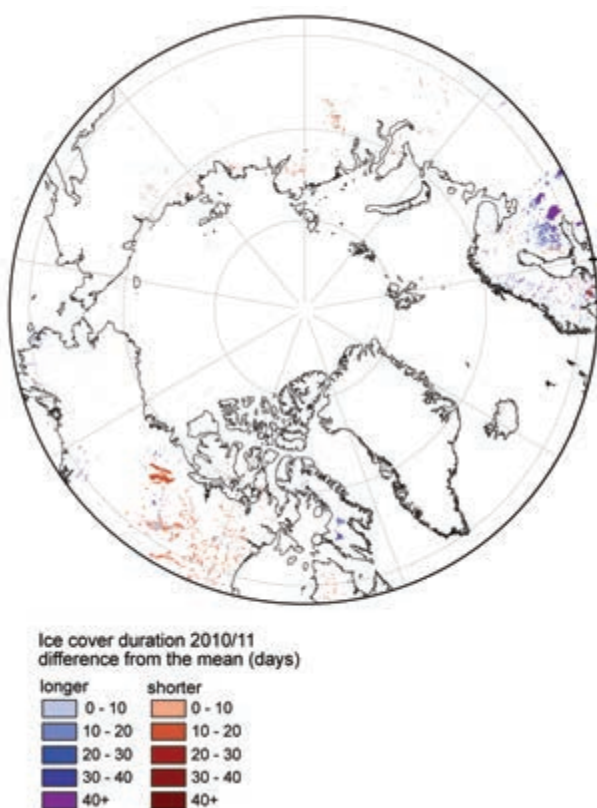 Ice cover duration 2010/11
difference from the mean (days)
longer shorter
0 - 10 0 - 10
10 - 20 10 - 20
20 - 30 20 - 30
30 - 40 30 - 40
40+ 40+